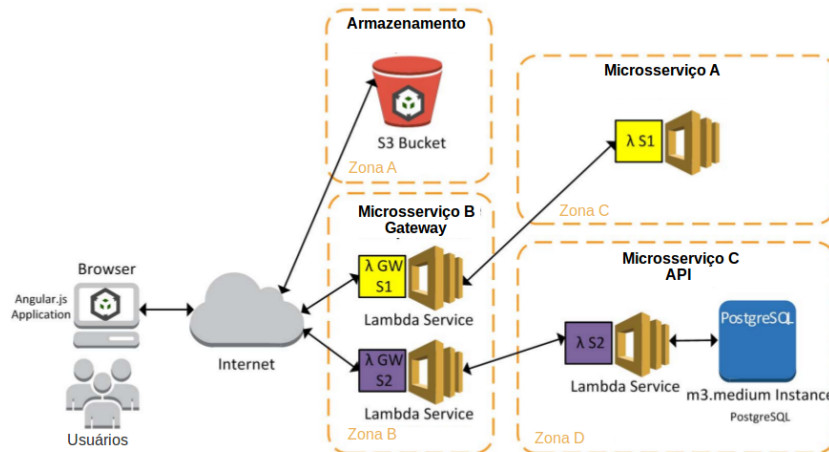 Armazenamento
S3 Bucket
Zona A
Microsserviço A
λ S1
Zona C
Microsserviço B
Gateway
λ GW
S1
Lambda Service
λ GW
S2
Lambda Service
Zona B
Microsserviço C
API
λ S2
Lambda Service
PostgreSQL
m3.medium Instance
PostgreSQL
Zona D
Browser
Angular.js
Application
Internet
Usuários